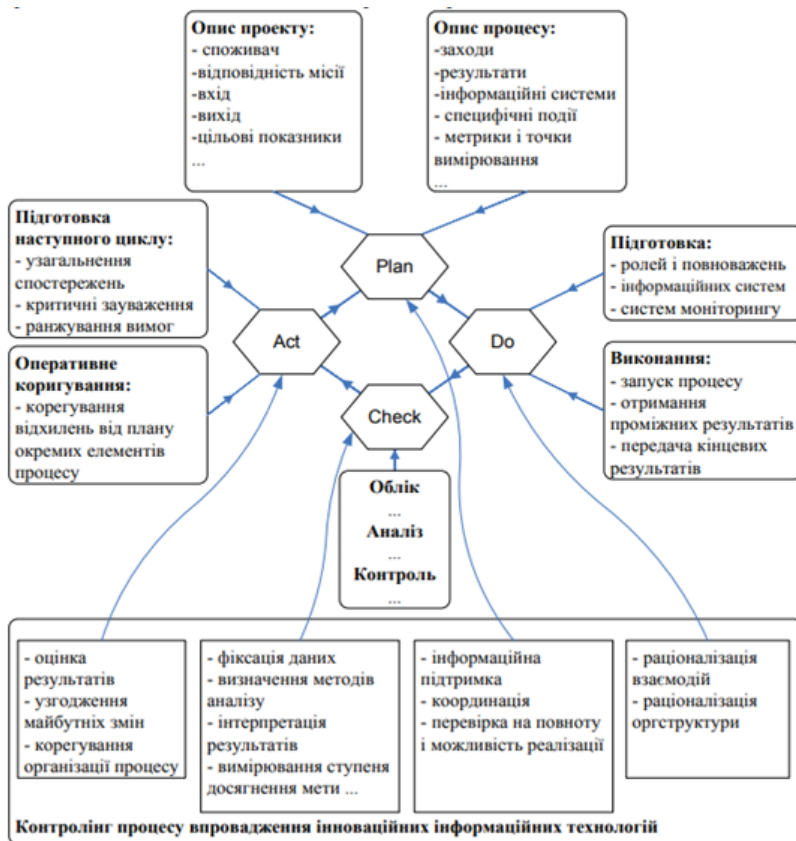 Опис проекту:
- споживач
-відповідність місії
-вхід
-вихід
-цільові показники
...
Опис процесу:
-заходи
-результати
-інформаційні системи
- специфічні події
- метрики і точки
вимірювання
...
Підготовка
наступного циклу:
- узагальнення
спостережень
- критичні зауваження
- ранжування вимог
Plan
Підготовка:
- ролей і повноважень
- інформаційних систем
- систем моніторингу
Act
Do
Оперативне
коригування:
- корегування
відхилень від плану
окремих елементів
процесу
Check
Виконання:
- запуск процесу
- отримання
проміжних результатів
- передача кінцевих
результатів
Облік
...
Аналіз
...
Контроль
...
- оцінка
результатів
- узгодження
майбутніх змін
- корегування
організації процесу
- фіксація даних
- визначення методів
аналізу
- інтерпретація
результатів
- вимірювання ступеня
досягнення мети ...
- інформаційна
підтримка
- координація
- перевірка на повноту
і можливість реалізації
- раціоналізація
взаємодій
- раціоналізація
оргструктури
Контролінг процесу впровадження інноваційних інформаційних технологій